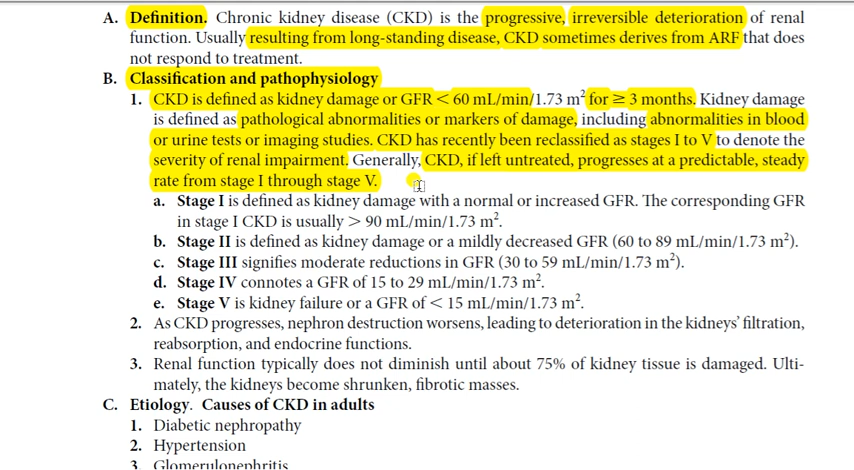 A. Definition. Chronic kidney disease (CKD) is the progressive, irreversible deterioration of renal
function. Usually resulting from long-standing disease, CKD sometimes derives from ARF that does
not respond to treatment.
B. Classification and pathophysiology
1. CKD is defined as kidney damage or GFR < 60 mL/min/1.73 m² for ≥ 3 months. Kidney damage
is defined as pathological abnormalities or markers of damage, including abnormalities in blood
or urine tests or imaging studies. CKD has recently been reclassified as stages I to V to denote the
severity of renal impairment. Generally, CKD, if left untreated, progresses at a predictable, steady
rate from stage I through stage V.
a. Stage I is defined as kidney damage with a normal or increased GFR. The corresponding GFR
in stage I CKD is usually > 90 mL/min/1.73 m².
b. Stage II is defined as kidney damage or a mildly decreased GFR (60 to 89 mL/min/1.73 m²).
c. Stage III signifies moderate reductions in GFR (30 to 59 mL/min/1.73 m²).
d. Stage IV connotes a GFR of 15 to 29 mL/min/1.73 m².
e. Stage V is kidney failure or a GFR of < 15 mL/min/1.73 m².
2. As CKD progresses, nephron destruction worsens, leading to deterioration in the kidneys' filtration,
reabsorption, and endocrine functions.
3. Renal function typically does not diminish until about 75% of kidney tissue is damaged. Ulti-
mately, the kidneys become shrunken, fibrotic masses.
C. Etiology. Causes of CKD in adults
1. Diabetic nephropathy
2. Hypertension
3. Glomerulonephritis